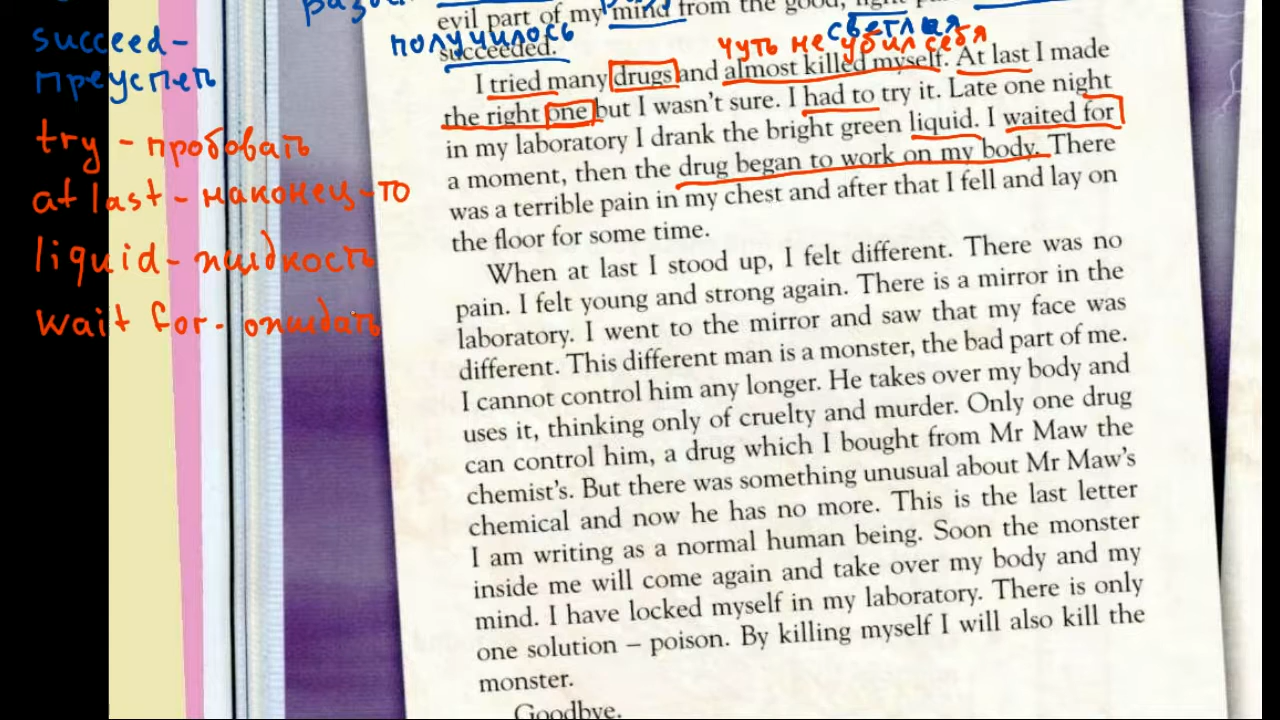 evil part of my mind from the good, light
получилось
светлая
succeeded.
чуть не убил себя
I tried many drugs and almost killed myself. At last I made
the right one but I wasn't sure. I had to try it. Late one night
in my laboratory I drank the bright green liquid. I waited for
a moment, then the drug began to work on my body. There
was a terrible pain in my chest and after that I fell and lay on
the floor for some time.
When at last I stood up, I felt different. There was no
pain. I felt young and strong again. There is a mirror in the
laboratory. I went to the mirror and saw that my face was
different. This different man is a monster, the bad part of me.
I cannot control him any longer. He takes over my body and
uses it, thinking only of cruelty and murder. Only one drug
can control him, a drug which I bought from Mr Maw the
chemist's. But there was something unusual about Mr Maw's
chemical and now he has no more. This is the last letter
I am writing as a normal human being. Soon the monster
inside me will come again and take over my body and my
mind. I have locked myself in my laboratory. There is only
one solution – poison. By killing myself I will also kill the
monster.
Goodbye.
succeed-
преуспеть
try - пробовать
at last - наконец-то
liquid- жидкость
wait for - ожидать